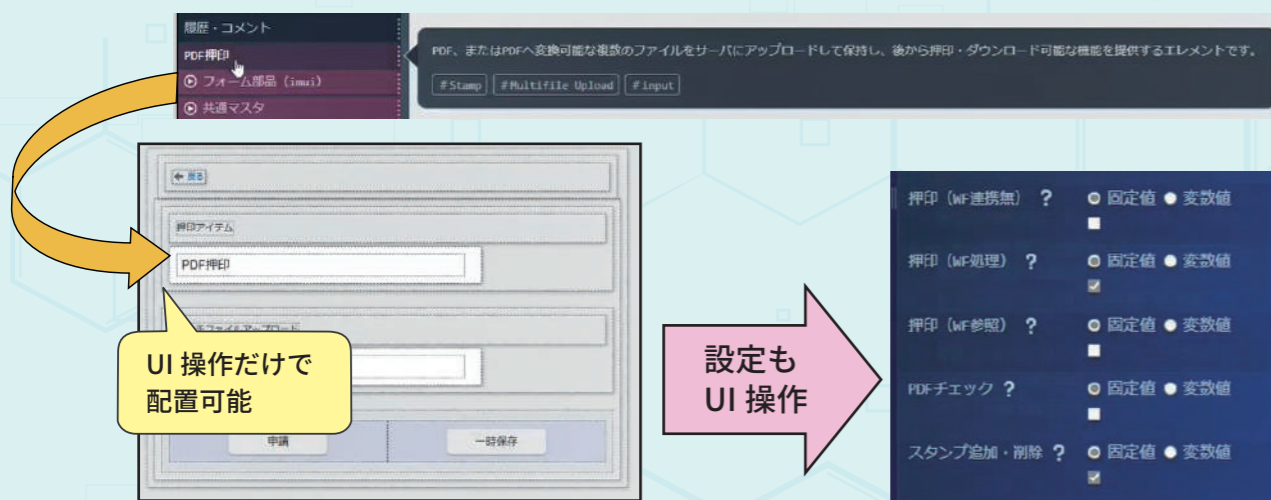 履歴・コメント
PDF押印
フォーム部品（imui）
共通マスタ
PDF、またはPDFへ変換可能な複数のファイルをサーバにアップロードして保持し、後から押印・ダウンロード可能な機能を提供するエレメントです。
#Stamp #Multifile Upload #input
戻る
押印アイテム
PDF押印
ファイルアップロード
申請 一時保存
UI 操作だけで
配置可能
設定も
UI 操作
押印（WF連携無） ? 固定値 変数値
押印（WF処理） ? 固定値 変数値
押印（WF参照） ? 固定値 変数値
PDFチェック ? 固定値 変数値
スタンプ追加・削除 ? 固定値 変数値